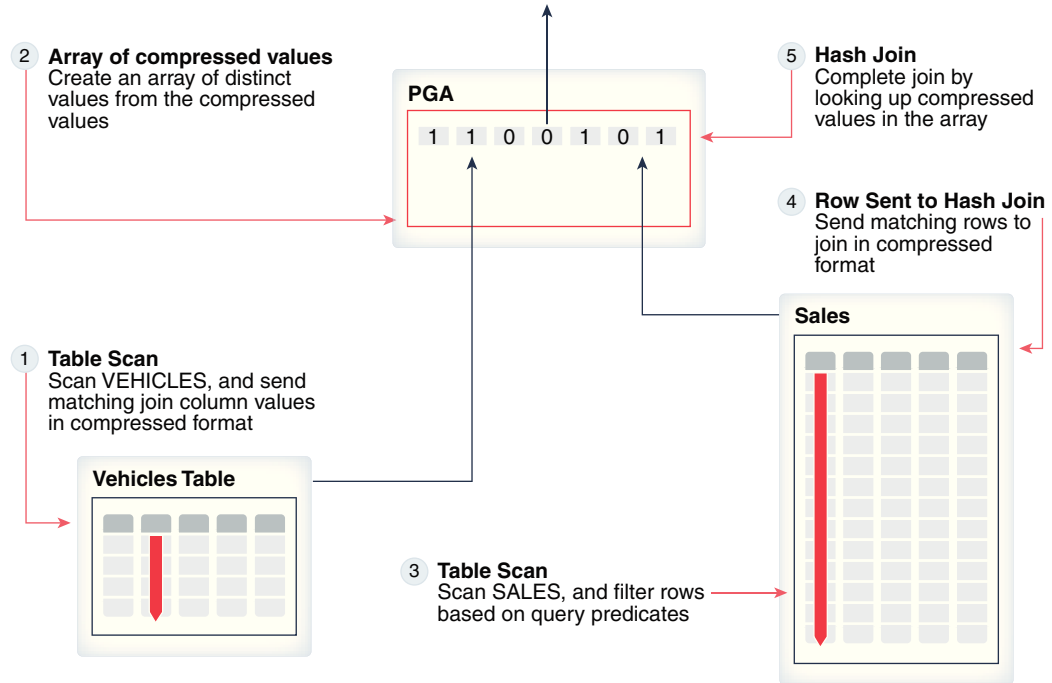 2 Array of compressed values
Create an array of distinct
values from the compressed
values
PGA
1 1 0 0 1 0 1
5 Hash Join
Complete join by
looking up compressed
values in the array
4 Row Sent to Hash Join
Send matching rows to
join in compressed
format
Sales
1 Table Scan
Scan VEHICLES, and send
matching join column values
in compressed format
Vehicles Table
3 Table Scan
Scan SALES, and filter rows
based on query predicates